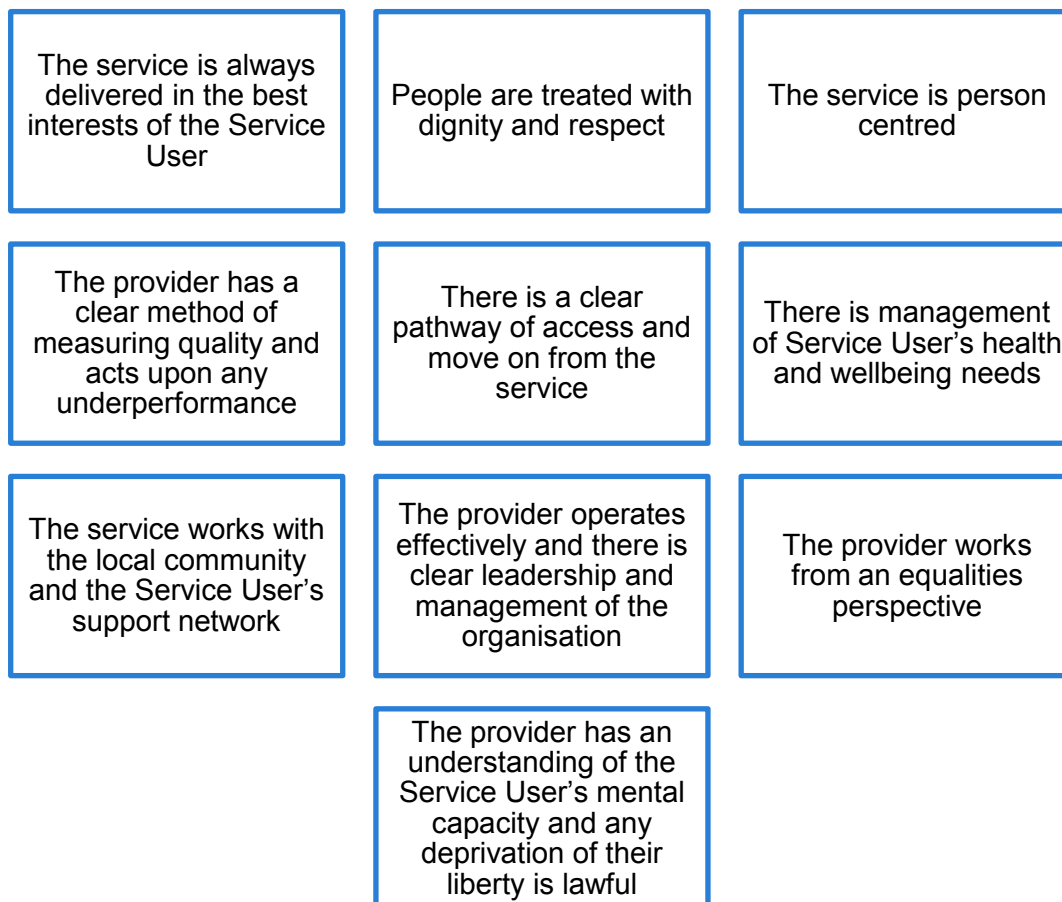 The service is always
delivered in the best
interests of the Service
User
People are treated with
dignity and respect
The service is person
centred
The provider has a
clear method of
measuring quality and
acts upon any
underperformance
There is a clear
pathway of access and
move on from the
service
There is management
of Service User’s health
and wellbeing needs
The service works with
the local community
and the Service User’s
support network
The provider operates
effectively and there is
clear leadership and
management of the
organisation
The provider works
from an equalities
perspective
The provider has an
understanding of the
Service User’s mental
capacity and any
deprivation of their
liberty is lawful